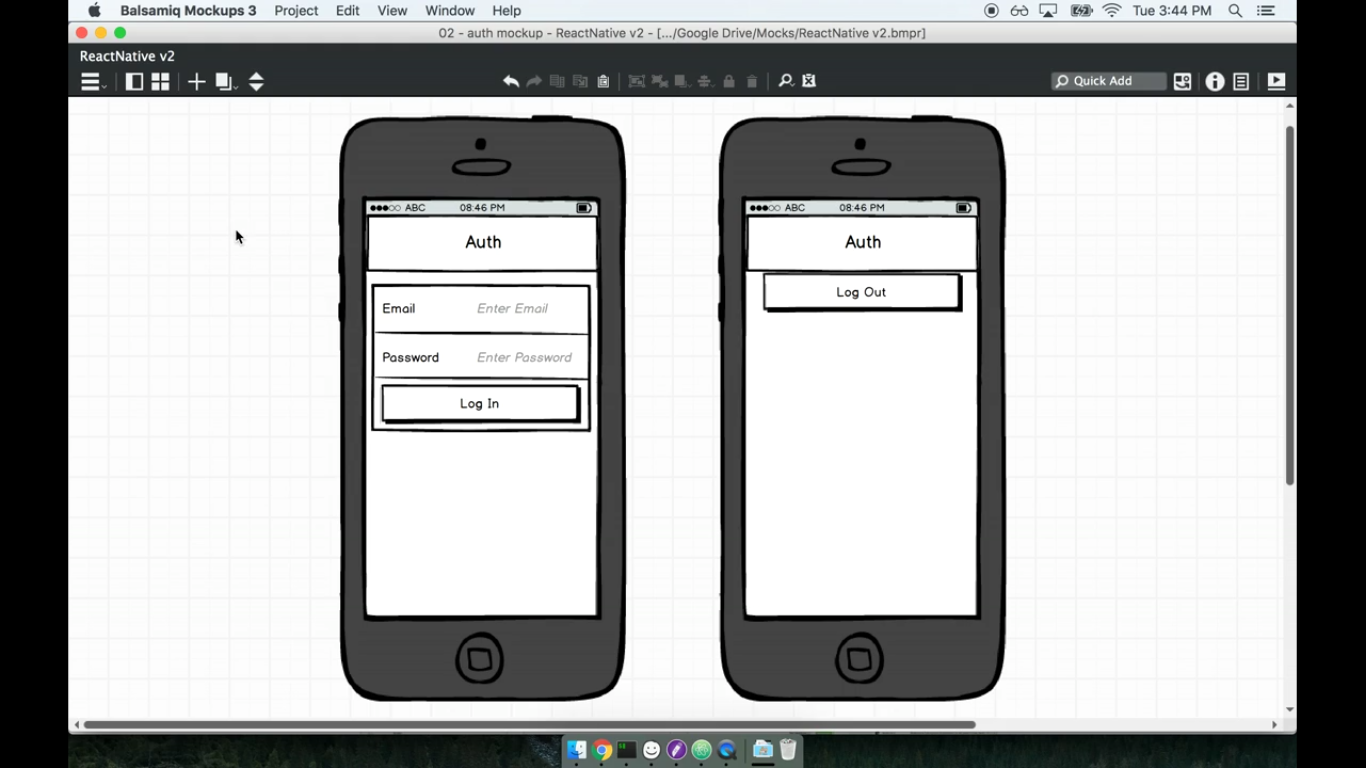 Balsamiq Mockups 3 Project Edit View Window Help Tue 3:44 PM
02 - auth mockup - ReactNative v2 - [.../Google Drive/Mocks/ReactNative v2.bmpr]
ReactNative v2
Quick Add
ABC 08:46 PM
Auth
Email Enter Email
Password Enter Password
Log In
ABC 08:46 PM
Auth
Log Out